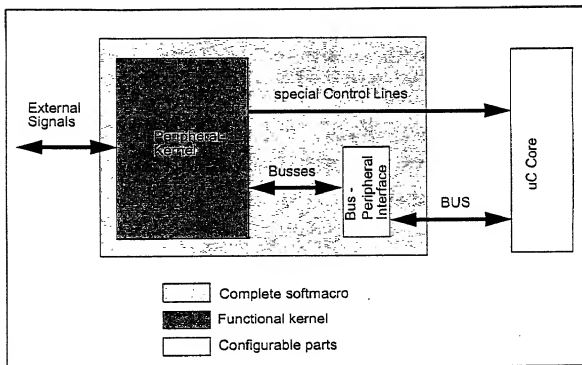 External
Signals
Peripheral-
Kernel
special Control Lines
Busses
Bus -
Peripheral
Interface
BUS
uC Core
Complete softmacro
Functional kernel
Configurable parts